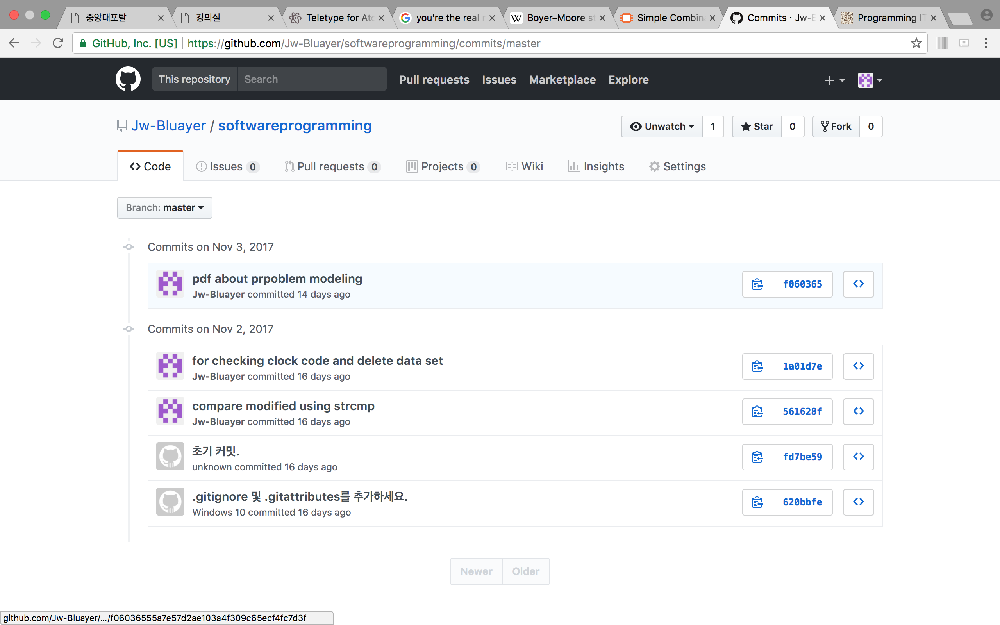 중앙대포탈
강의실
Teletype for Ato
you're the real
Boyer–Moore st
Simple Combin
Commits · Jw-B
Programming IT
GitHub, Inc. [US] https://github.com/Jw-Bluayer/softwareprogramming/commits/master
This repository Search Pull requests Issues Marketplace Explore
Jw-Bluayer / softwareprogramming
Unwatch 1 Star 0 Fork 0
Code Issues 0 Pull requests 0 Projects 0 Wiki Insights Settings
Branch: master
Commits on Nov 3, 2017
pdf about prpoblem modeling
Jw-Bluayer committed 14 days ago
f060365
Commits on Nov 2, 2017
for checking clock code and delete data set
Jw-Bluayer committed 16 days ago
1a01d7e
compare modified using strcmp
Jw-Bluayer committed 16 days ago
561628f
초기 커밋.
unknown committed 16 days ago
fd7be59
.gitignore 및 .gitattributes를 추가하세요.
Windows 10 committed 16 days ago
620bbfe
Newer Older
github.com/Jw-Bluayer/.../f06036555a7e57d2ae103a4f309c65ecf4fc7d3f